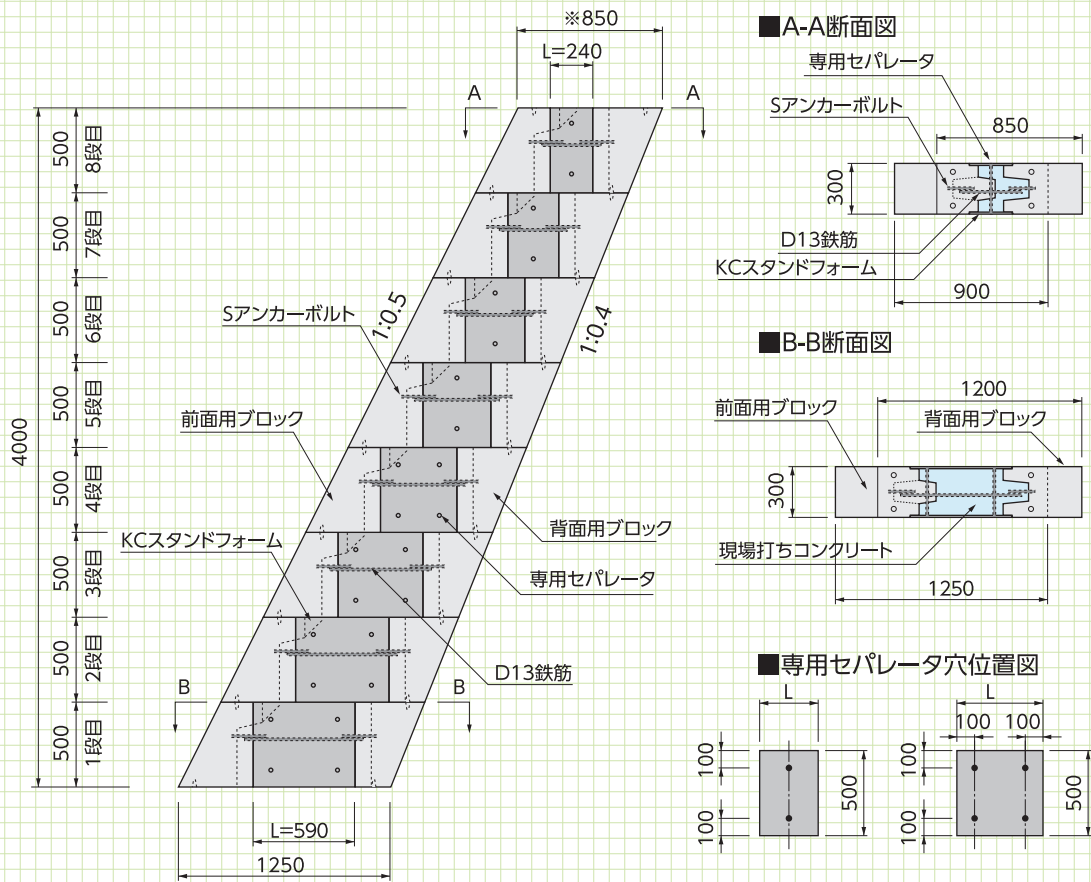 ※850
L=240
A
A
4000
500
8段目
500
7段目
500
6段目
500
5段目
500
4段目
500
3段目
500
2段目
500
1段目
1:0.5
1:0.4
Sアンカーボルト
前面用ブロック
KCスタンドフォーム
背面用ブロック
専用セパレータ
D13鉄筋
B
B
L=590
1250
■A-A断面図
専用セパレータ
Sアンカーボルト
850
300
D13鉄筋
KCスタンドフォーム
900
■B-B断面図
1200
前面用ブロック
背面用ブロック
300
現場打ちコンクリート
1250
■専用セパレータ穴位置図
L
100
100
500
L
100
100
100
100
500